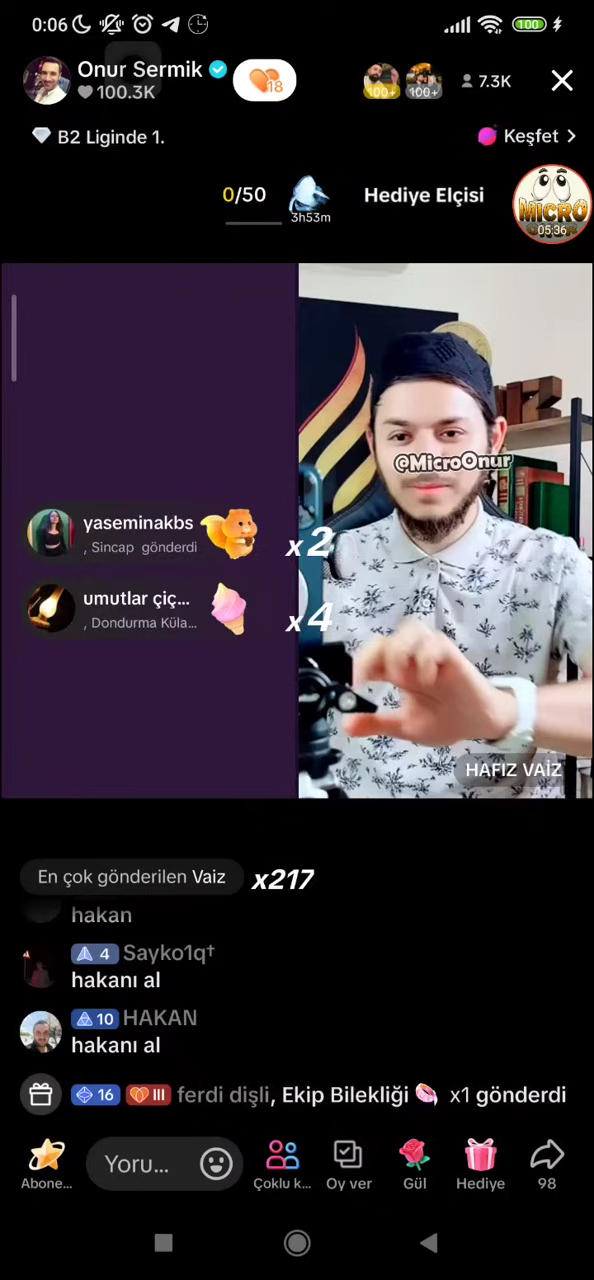 0:06
100
Onur Sermik
100.3K
18
100+
100+
7.3K
B2 Liginde 1.
Keşfet
0/50
3h53m
Hediye Elçisi
MICRO
05:36
@MicroOnur
yaseminakbs
, Sincap gönderdi
x2
umutlar çiç...
, Dondurma Küla...
x4
HAFIZ VAİZ
En çok gönderilen Vaiz
x217
hakan
4 Sayko1q†
hakanı al
10 HAKAN
hakanı al
16 III ferdi dişli, Ekip Bilekliği x1 gönderdi
Abone...
Yoru...
Çoklu k...
Oy ver
Gül
Hediye
98